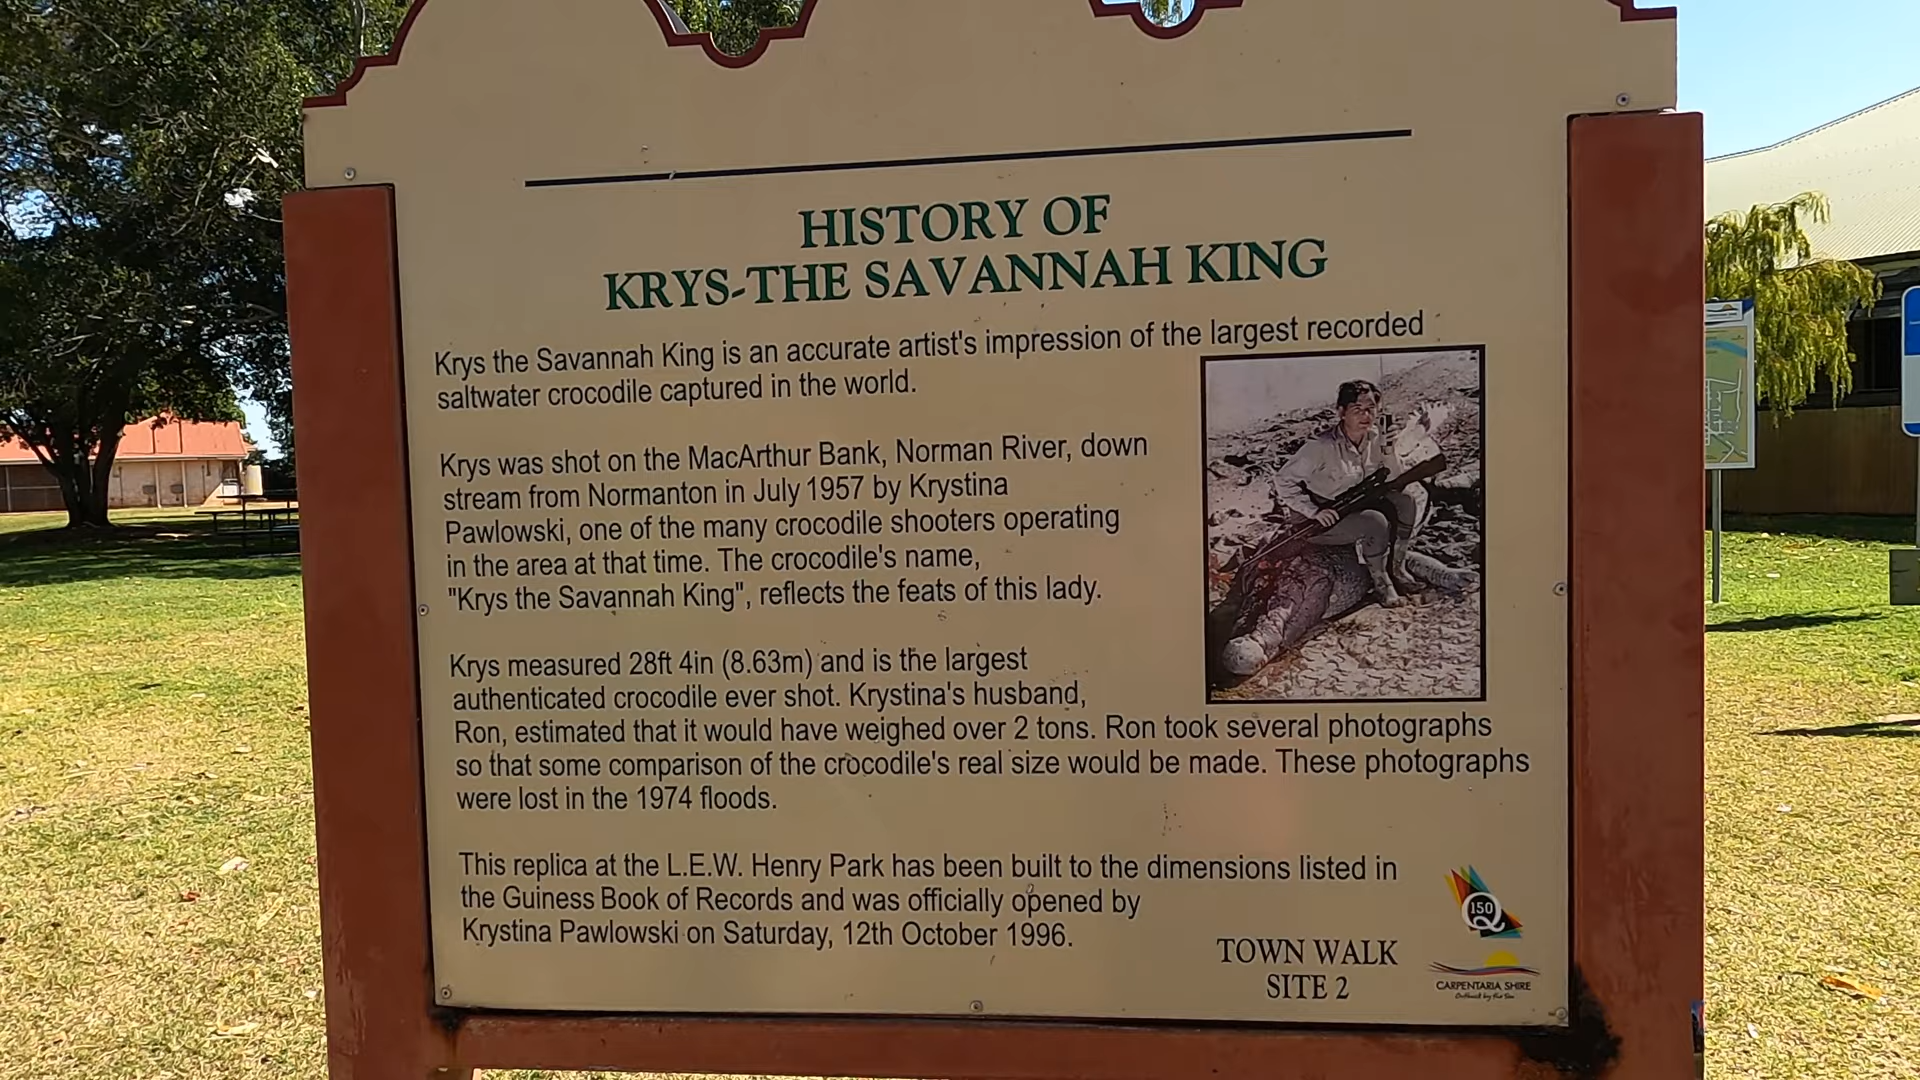 HISTORY OF
KRYS-THE SAVANNAH KING
Krys the Savannah King is an accurate artist's impression of the largest recorded
saltwater crocodile captured in the world.
Krys was shot on the MacArthur Bank, Norman River, down
stream from Normanton in July 1957 by Krystina
Pawlowski, one of the many crocodile shooters operating
in the area at that time. The crocodile's name,
"Krys the Savannah King", reflects the feats of this lady.
Krys measured 28ft 4in (8.63m) and is the largest
authenticated crocodile ever shot. Krystina's husband,
Ron, estimated that it would have weighed over 2 tons. Ron took several photographs
so that some comparison of the crocodile's real size would be made. These photographs
were lost in the 1974 floods.
This replica at the L.E.W. Henry Park has been built to the dimensions listed in
the Guiness Book of Records and was officially opened by
Krystina Pawlowski on Saturday, 12th October 1996.
TOWN WALK
SITE 2
Q150
CARPENTARIA SHIRE
Outback by the Sea